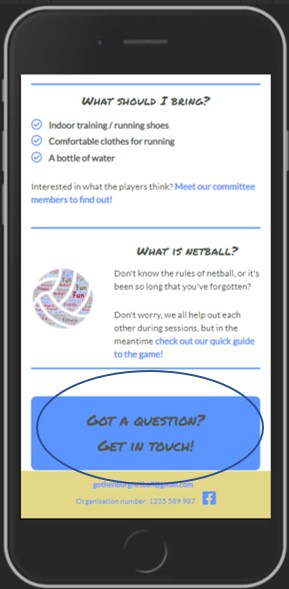 What should I bring?
Indoor training / running shoes
Comfortable clothes for running
A bottle of water
Interested in what the players think? Meet our committee
members to find out!
What is netball?
Don't know the rules of netball, or it's
been so long that you've forgotten?
Don't worry, we all help out each
other during sessions, but in the
meantime check out our quick guide
to the game!
Fun
Fun
Got a question?
Get in touch!
Organisation number: 1235 589 987